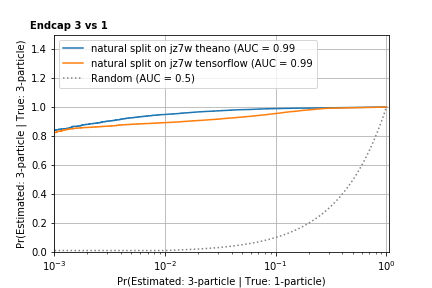 Endcap 3 vs 1
Pr(Estimated: 3-particle | True: 3-particle)
1.4
1.2
1.0
0.8
0.6
0.4
0.2
0.0
natural split on jz7w theano (AUC = 0.99
natural split on jz7w tensorflow (AUC = 0.99
Random (AUC = 0.5)
10⁻³ 10⁻² 10⁻¹ 10⁰
Pr(Estimated: 3-particle | True: 1-particle)